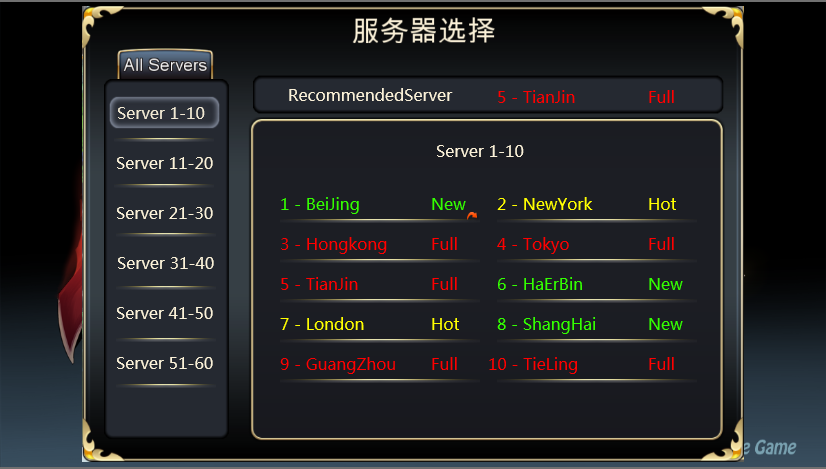 服务器选择
All Servers
Server 1-10
Server 11-20
Server 21-30
Server 31-40
Server 41-50
Server 51-60
RecommendedServer 5 - TianJin Full
Server 1-10
1 - BeiJing New 2 - NewYork Hot
3 - Hongkong Full 4 - Tokyo Full
5 - TianJin Full 6 - HaErBin New
7 - London Hot 8 - ShangHai New
9 - GuangZhou Full 10 - TieLing Full
Game